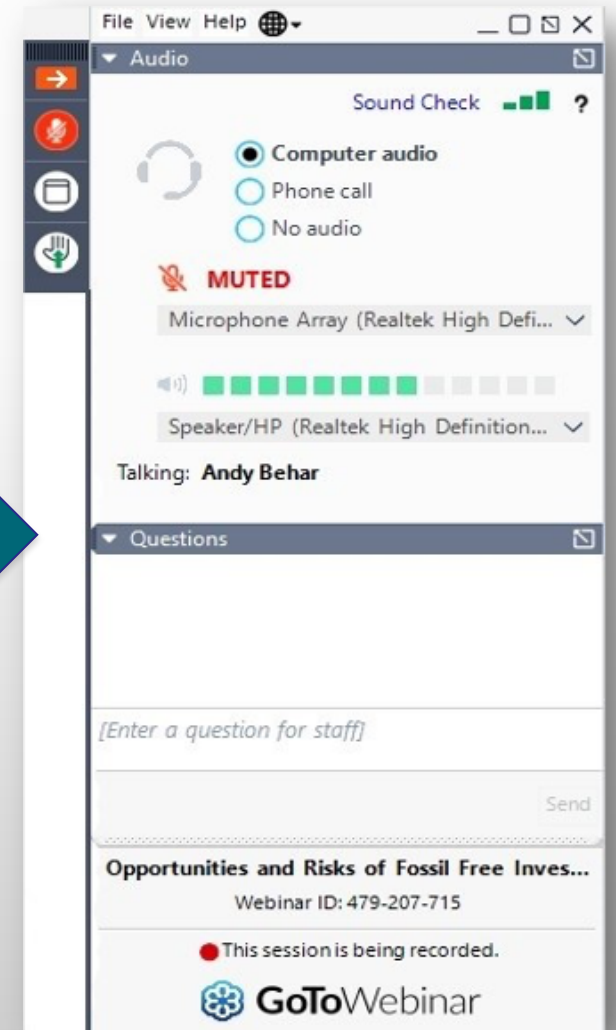 File View Help
Audio
Sound Check ?
Computer audio
Phone call
No audio
MUTED
Microphone Array (Realtek High Defi...
Speaker/HP (Realtek High Definition...
Talking: Andy Behar
Questions
[Enter a question for staff]
Send
Opportunities and Risks of Fossil Free Inves...
Webinar ID: 479-207-715
This session is being recorded.
GoToWebinar